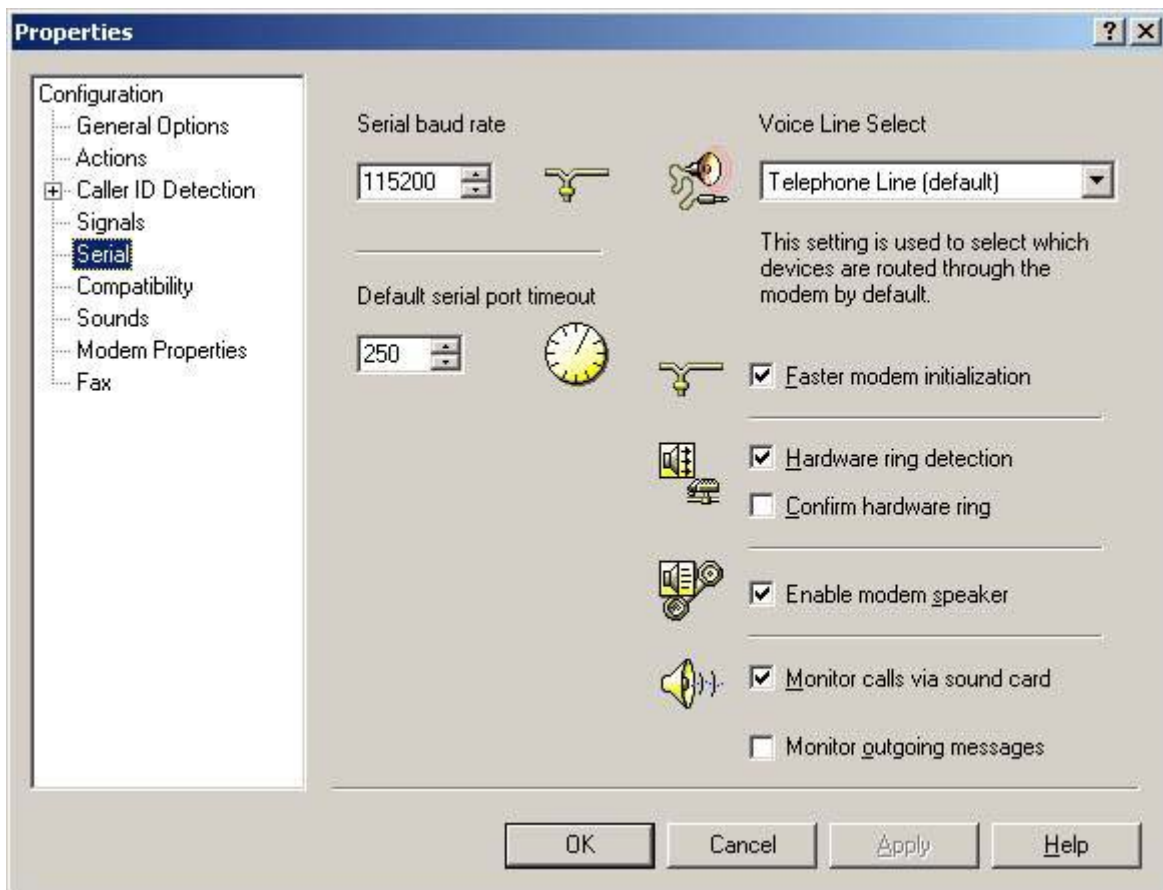 Properties
Configuration
General Options
Actions
Caller ID Detection
Signals
Serial
Compatibility
Sounds
Modem Properties
Fax
Serial baud rate
115200
Default serial port timeout
250
Voice Line Select
Telephone Line (default)
This setting is used to select which
devices are routed through the
modem by default.
Faster modem initialization
Hardware ring detection
Confirm hardware ring
Enable modem speaker
Monitor calls via sound card
Monitor outgoing messages
OK
Cancel
Apply
Help